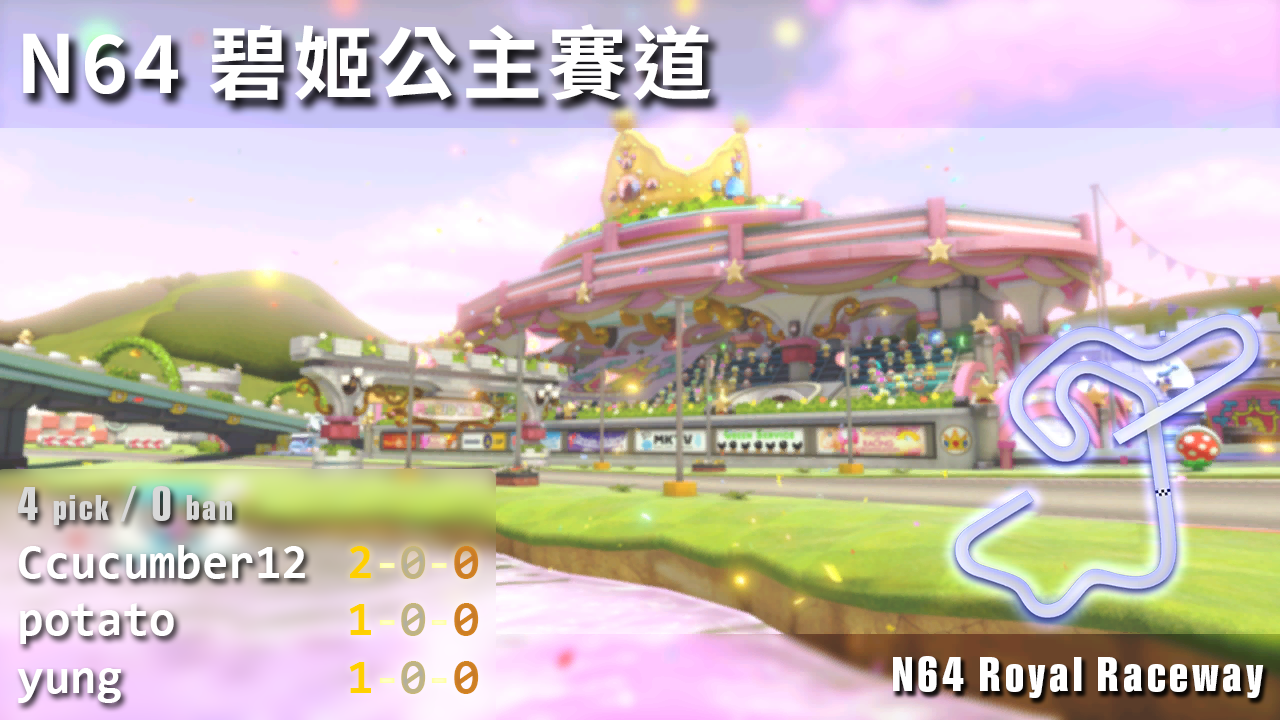 N64 碧姬公主賽道
MKTV
4 pick / 0 ban
Ccucumber12 2-0-0
potato 1-0-0
yung 1-0-0
N64 Royal Raceway